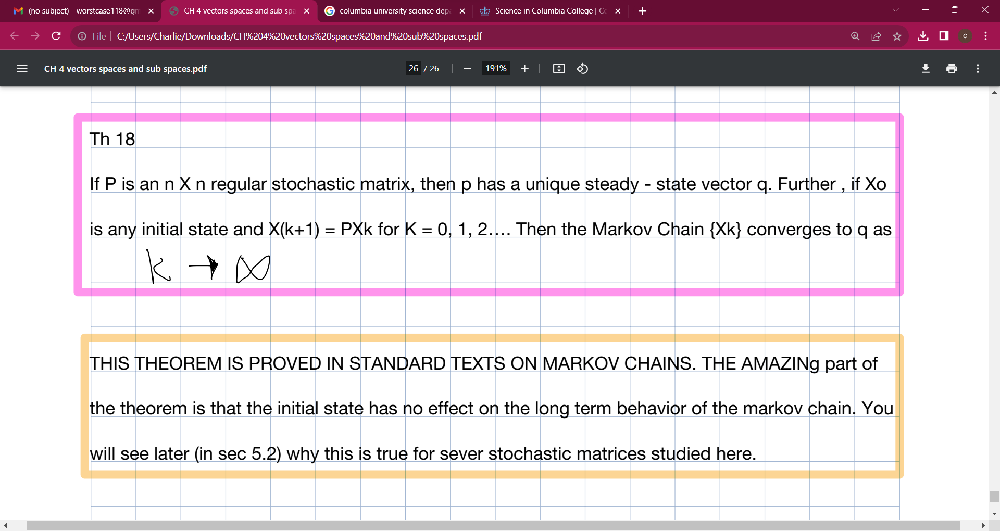 (no subject) - worstcase118@gm
CH 4 vectors spaces and sub spa
columbia university science depa
Science in Columbia College | Co
File
C:/Users/Charlie/Downloads/CH%204%20vectors%20spaces%20and%20sub%20spaces.pdf
c
CH 4 vectors spaces and sub spaces.pdf
26 / 26
191%
Th 18
If P is an n X n regular stochastic matrix, then p has a unique steady - state vector q. Further , if Xo
is any initial state and X(k+1) = PXk for K = 0, 1, 2.... Then the Markov Chain {Xk} converges to q as
k → ∞
THIS THEOREM IS PROVED IN STANDARD TEXTS ON MARKOV CHAINS. THE AMAZINg part of
the theorem is that the initial state has no effect on the long term behavior of the markov chain. You
will see later (in sec 5.2) why this is true for sever stochastic matrices studied here.